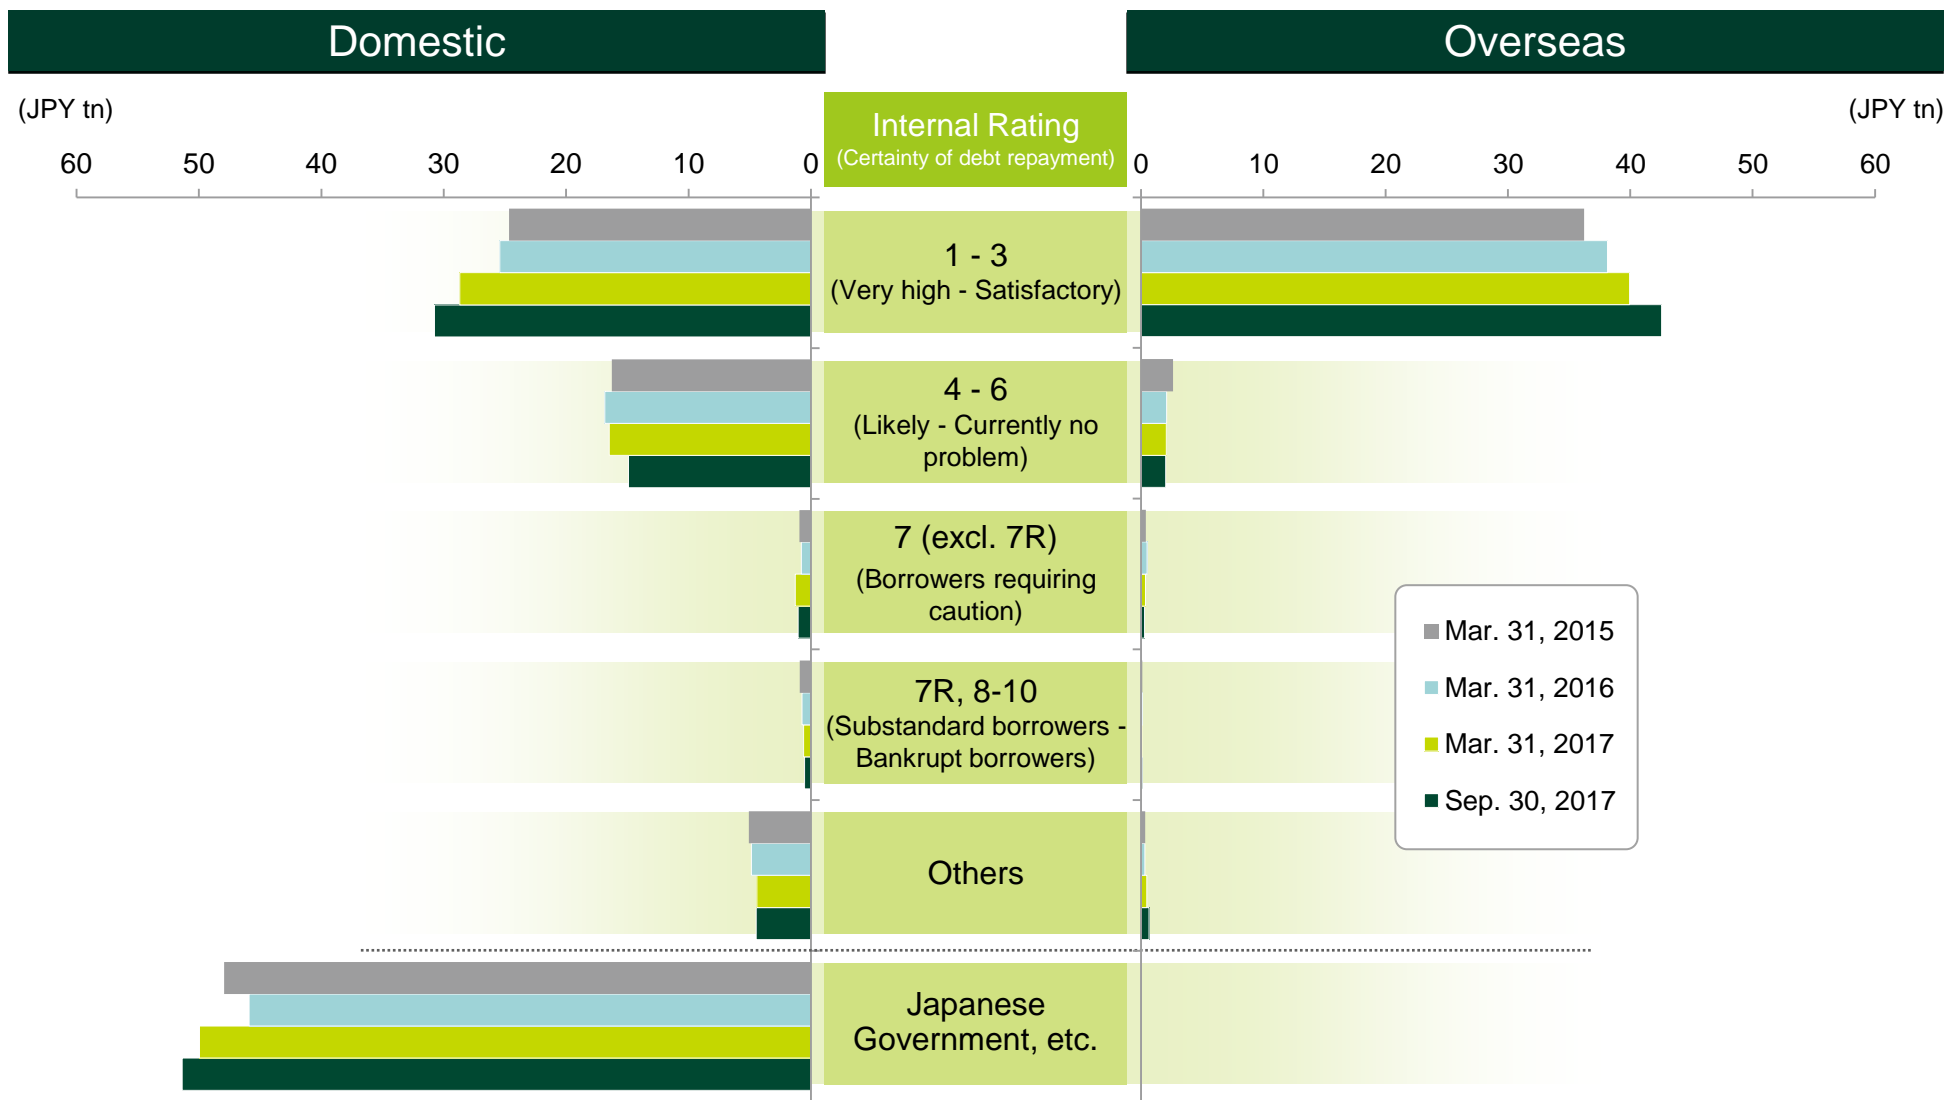 Domestic
Overseas
(JPY tn)
(JPY tn)
Internal Rating
(Certainty of debt repayment)
60 50 40 30 20 10 0
0 10 20 30 40 50 60
1 - 3
(Very high - Satisfactory)
4 - 6
(Likely - Currently no
problem)
7 (excl. 7R)
(Borrowers requiring
caution)
7R, 8-10
(Substandard borrowers -
Bankrupt borrowers)
Others
Japanese
Government, etc.
Mar. 31, 2015
Mar. 31, 2016
Mar. 31, 2017
Sep. 30, 2017